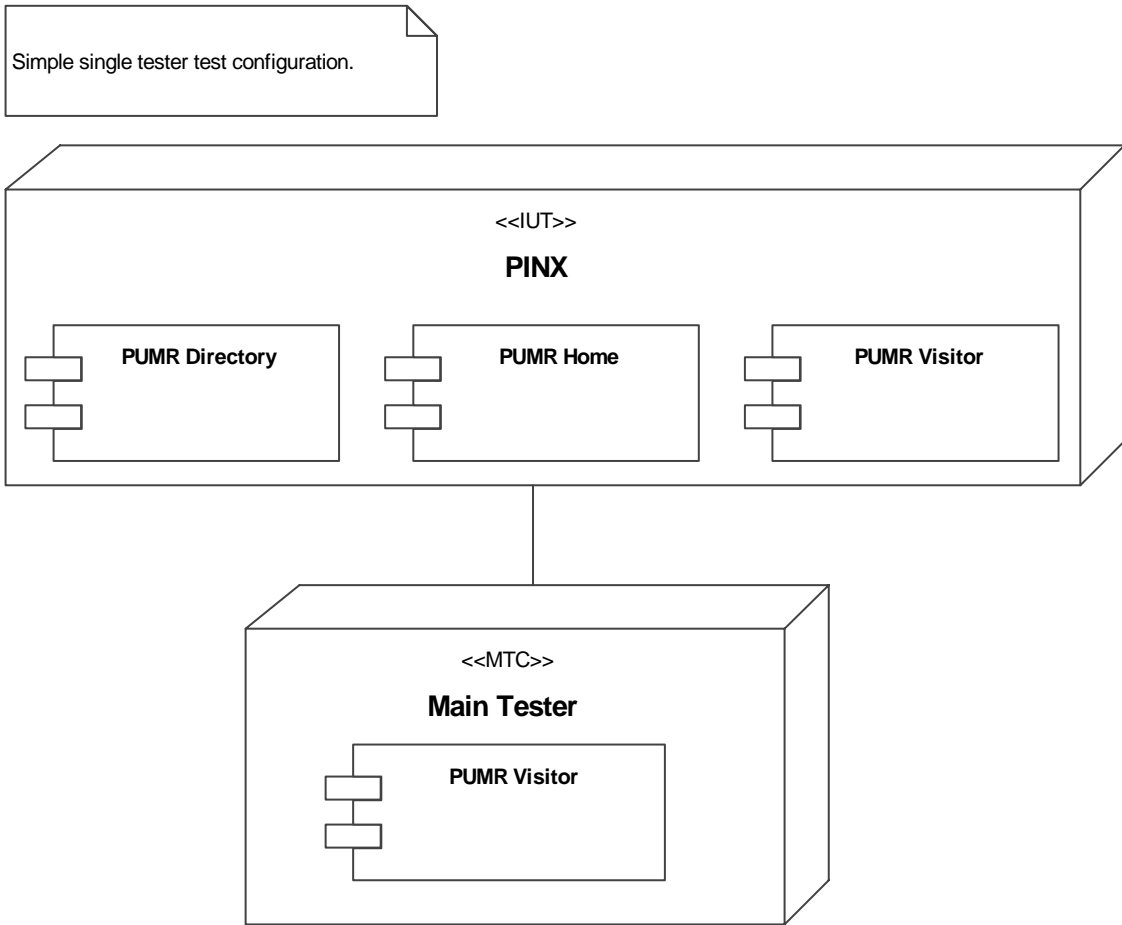 Simple single tester test configuration.
<<IUT>>
PINX
PUMR Directory
PUMR Home
PUMR Visitor
<<MTC>>
Main Tester
PUMR Visitor